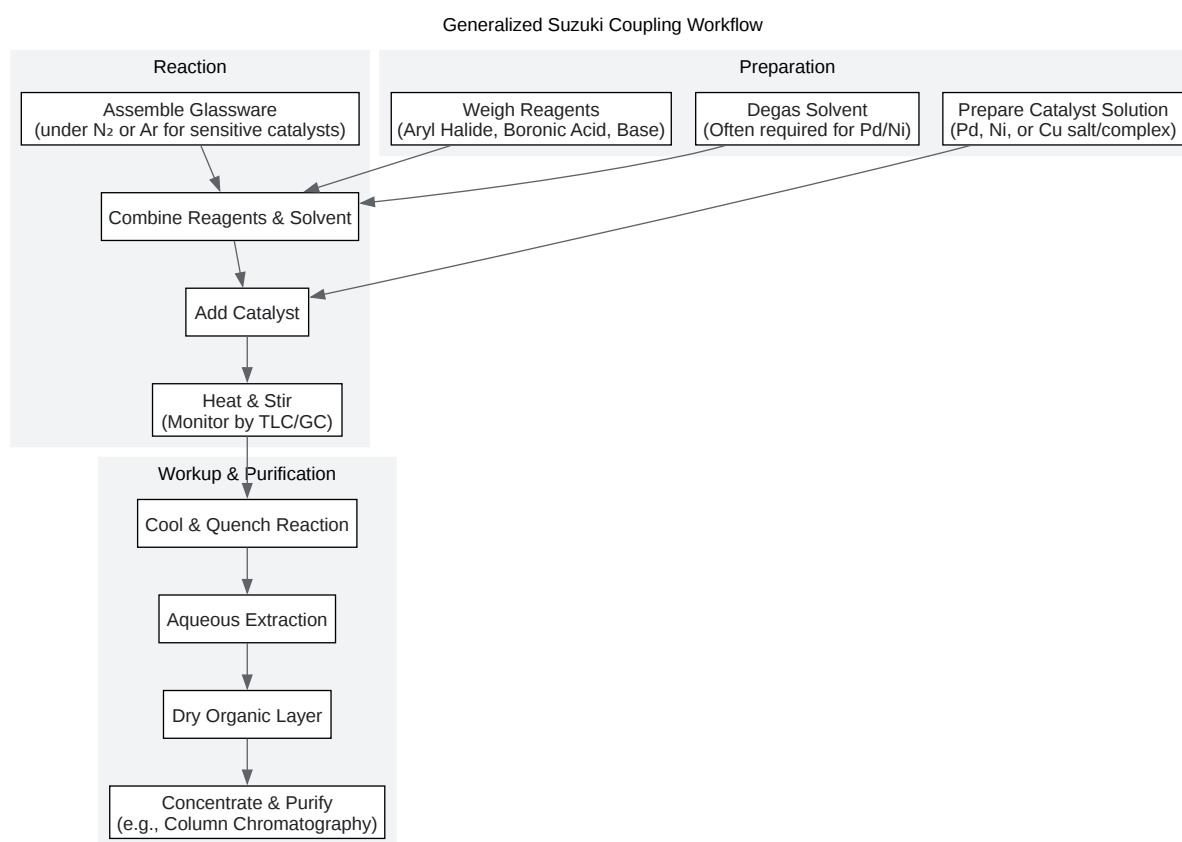 Generalized Suzuki Coupling Workflow
Reaction
Preparation
Assemble Glassware
(under N₂ or Ar for sensitive catalysts)
Weigh Reagents
(Aryl Halide, Boronic Acid, Base)
Degas Solvent
(Often required for Pd/Ni)
Prepare Catalyst Solution
(Pd, Ni, or Cu salt/complex)
Combine Reagents & Solvent
Add Catalyst
Heat & Stir
(Monitor by TLC/GC)
Workup & Purification
Cool & Quench Reaction
Aqueous Extraction
Dry Organic Layer
Concentrate & Purify
(e.g., Column Chromatography)